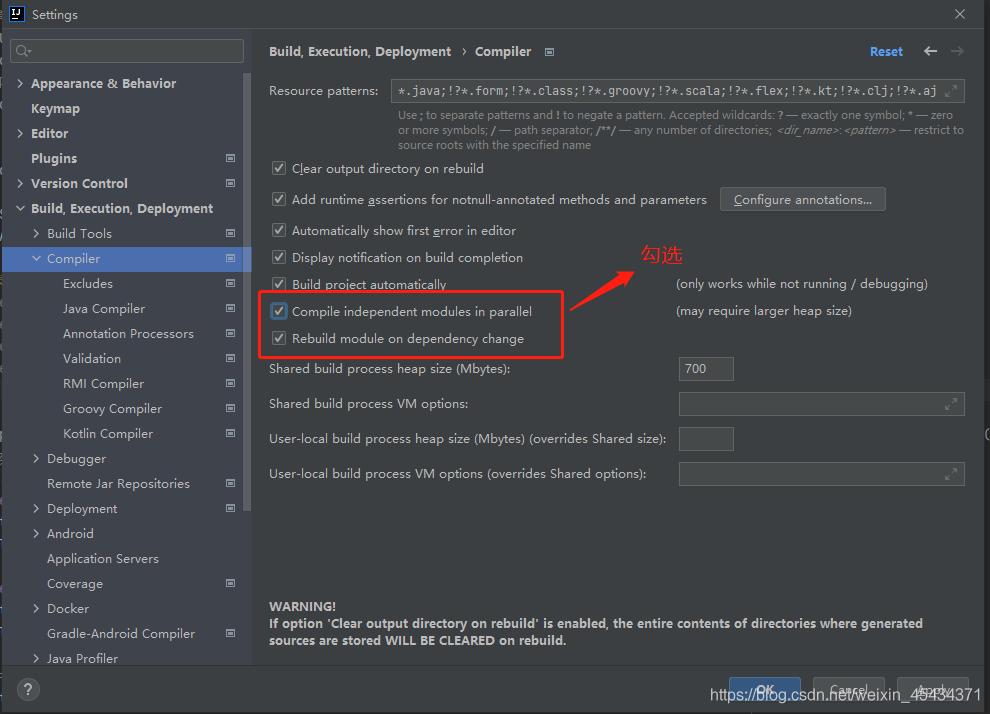 Settings
Build, Execution, Deployment › Compiler
Reset
Appearance & Behavior
Keymap
Editor
Plugins
Version Control
Build, Execution, Deployment
Build Tools
Compiler
Excludes
Java Compiler
Annotation Processors
Validation
RMI Compiler
Groovy Compiler
Kotlin Compiler
Debugger
Remote Jar Repositories
Deployment
Android
Application Servers
Coverage
Docker
Gradle-Android Compiler
Java Profiler
Resource patterns: *.java;!?*.form;!?*.class;!?*.groovy;!?*.scala;!?*.flex;!?*.kt;!?*.clj;!?*.aj
Use ; to separate patterns and ! to negate a pattern. Accepted wildcards: ? — exactly one symbol; * — zero
or more symbols; / — path separator; /**/ — any number of directories; <dir_name>:<pattern> — restrict to
source roots with the specified name
Clear output directory on rebuild
Add runtime assertions for notnull-annotated methods and parameters Configure annotations...
Automatically show first error in editor
勾选
Display notification on build completion
Build project automatically (only works while not running / debugging)
Compile independent modules in parallel (may require larger heap size)
Rebuild module on dependency change
Shared build process heap size (Mbytes): 700
Shared build process VM options:
User-local build process heap size (Mbytes) (overrides Shared size):
User-local build process VM options (overrides Shared options):
WARNING!
If option 'Clear output directory on rebuild' is enabled, the entire contents of directories where generated
sources are stored WILL BE CLEARED on rebuild.
?
OK Cancel Apply
https://blog.csdn.net/weixin_45434371